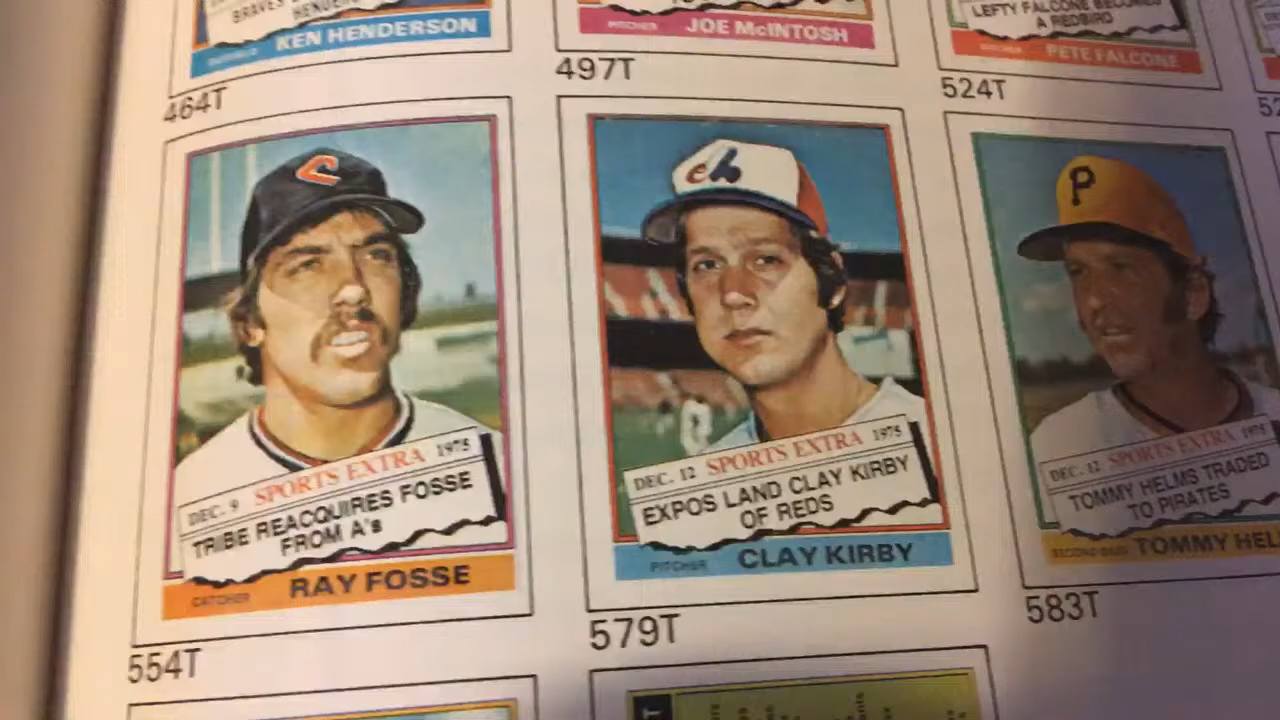 BRAVES
KEN HENDERSON
464T
PITCHER JOE McINTOSH
497T
LEFTY FALCONE BECOMES
A REDBIRD
PITCHER PETE FALCONE
524T
C
DEC. 9 SPORTS EXTRA 1975
TRIBE REACQUIRES FOSSE
FROM A's
CATCHER RAY FOSSE
554T
eb
DEC. 12 SPORTS EXTRA 1975
EXPOS LAND CLAY KIRBY
OF REDS
PITCHER CLAY KIRBY
579T
P
DEC. 12 SPORTS EXTRA 1975
TOMMY HELMS TRADED
TO PIRATES
SECOND BASE TOMMY HEL
583T
T